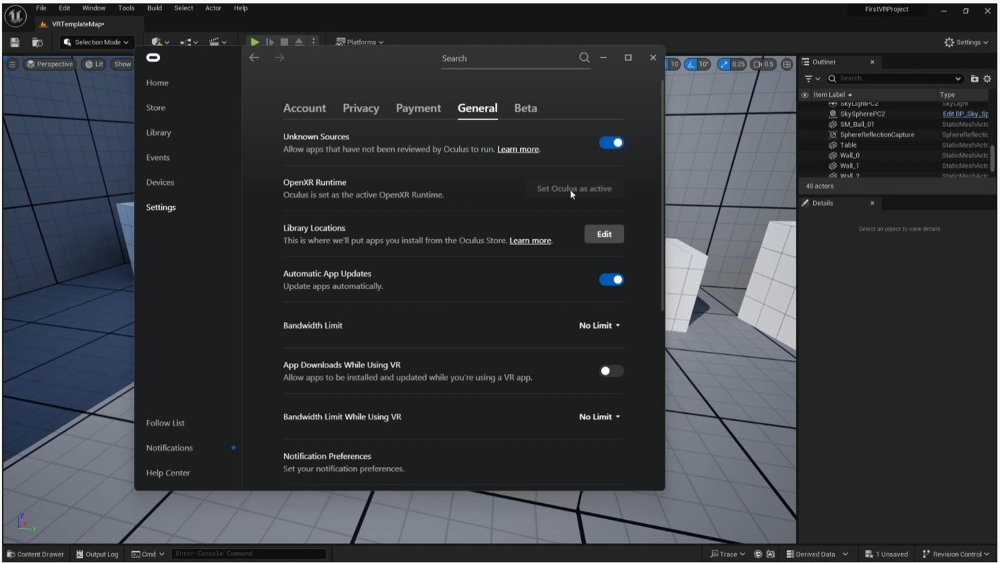 File Edit Window Tools Build Select Actor Help
FirstVRProject
VRTemplateMap•
Selection Mode
Platforms
Settings
Perspective Lit Show
10 10° 0.25 0.5
Search
Home
Store
Library
Events
Devices
Settings
Follow List
Notifications
Help Center
Account Privacy Payment General Beta
Unknown Sources
Allow apps that have not been reviewed by Oculus to run. Learn more.
OpenXR Runtime
Oculus is set as the active OpenXR Runtime.
Set Oculus as active
Library Locations
This is where we'll put apps you install from the Oculus Store. Learn more.
Edit
Automatic App Updates
Update apps automatically.
Bandwidth Limit
No Limit
App Downloads While Using VR
Allow apps to be installed and updated while you're using a VR app.
Bandwidth Limit While Using VR
No Limit
Notification Preferences
Set your notification preferences.
Outliner
Search...
Item Label Type
SkyLightPC2 SkyLight
SkySpherePC2 Edit BP_Sky_Sp
SM_Ball_01 StaticMeshActo
SphereReflectionCapture SphereReflectic
Table StaticMeshActo
Wall_0 StaticMeshActo
Wall_1 StaticMeshActo
Wall_2 StaticMeshActo
48 actors
Details
Select an object to view details.
Z
X
Y
Content Drawer Output Log Cmd Enter Console Command
Trace Derived Data 1 Unsaved Revision Control